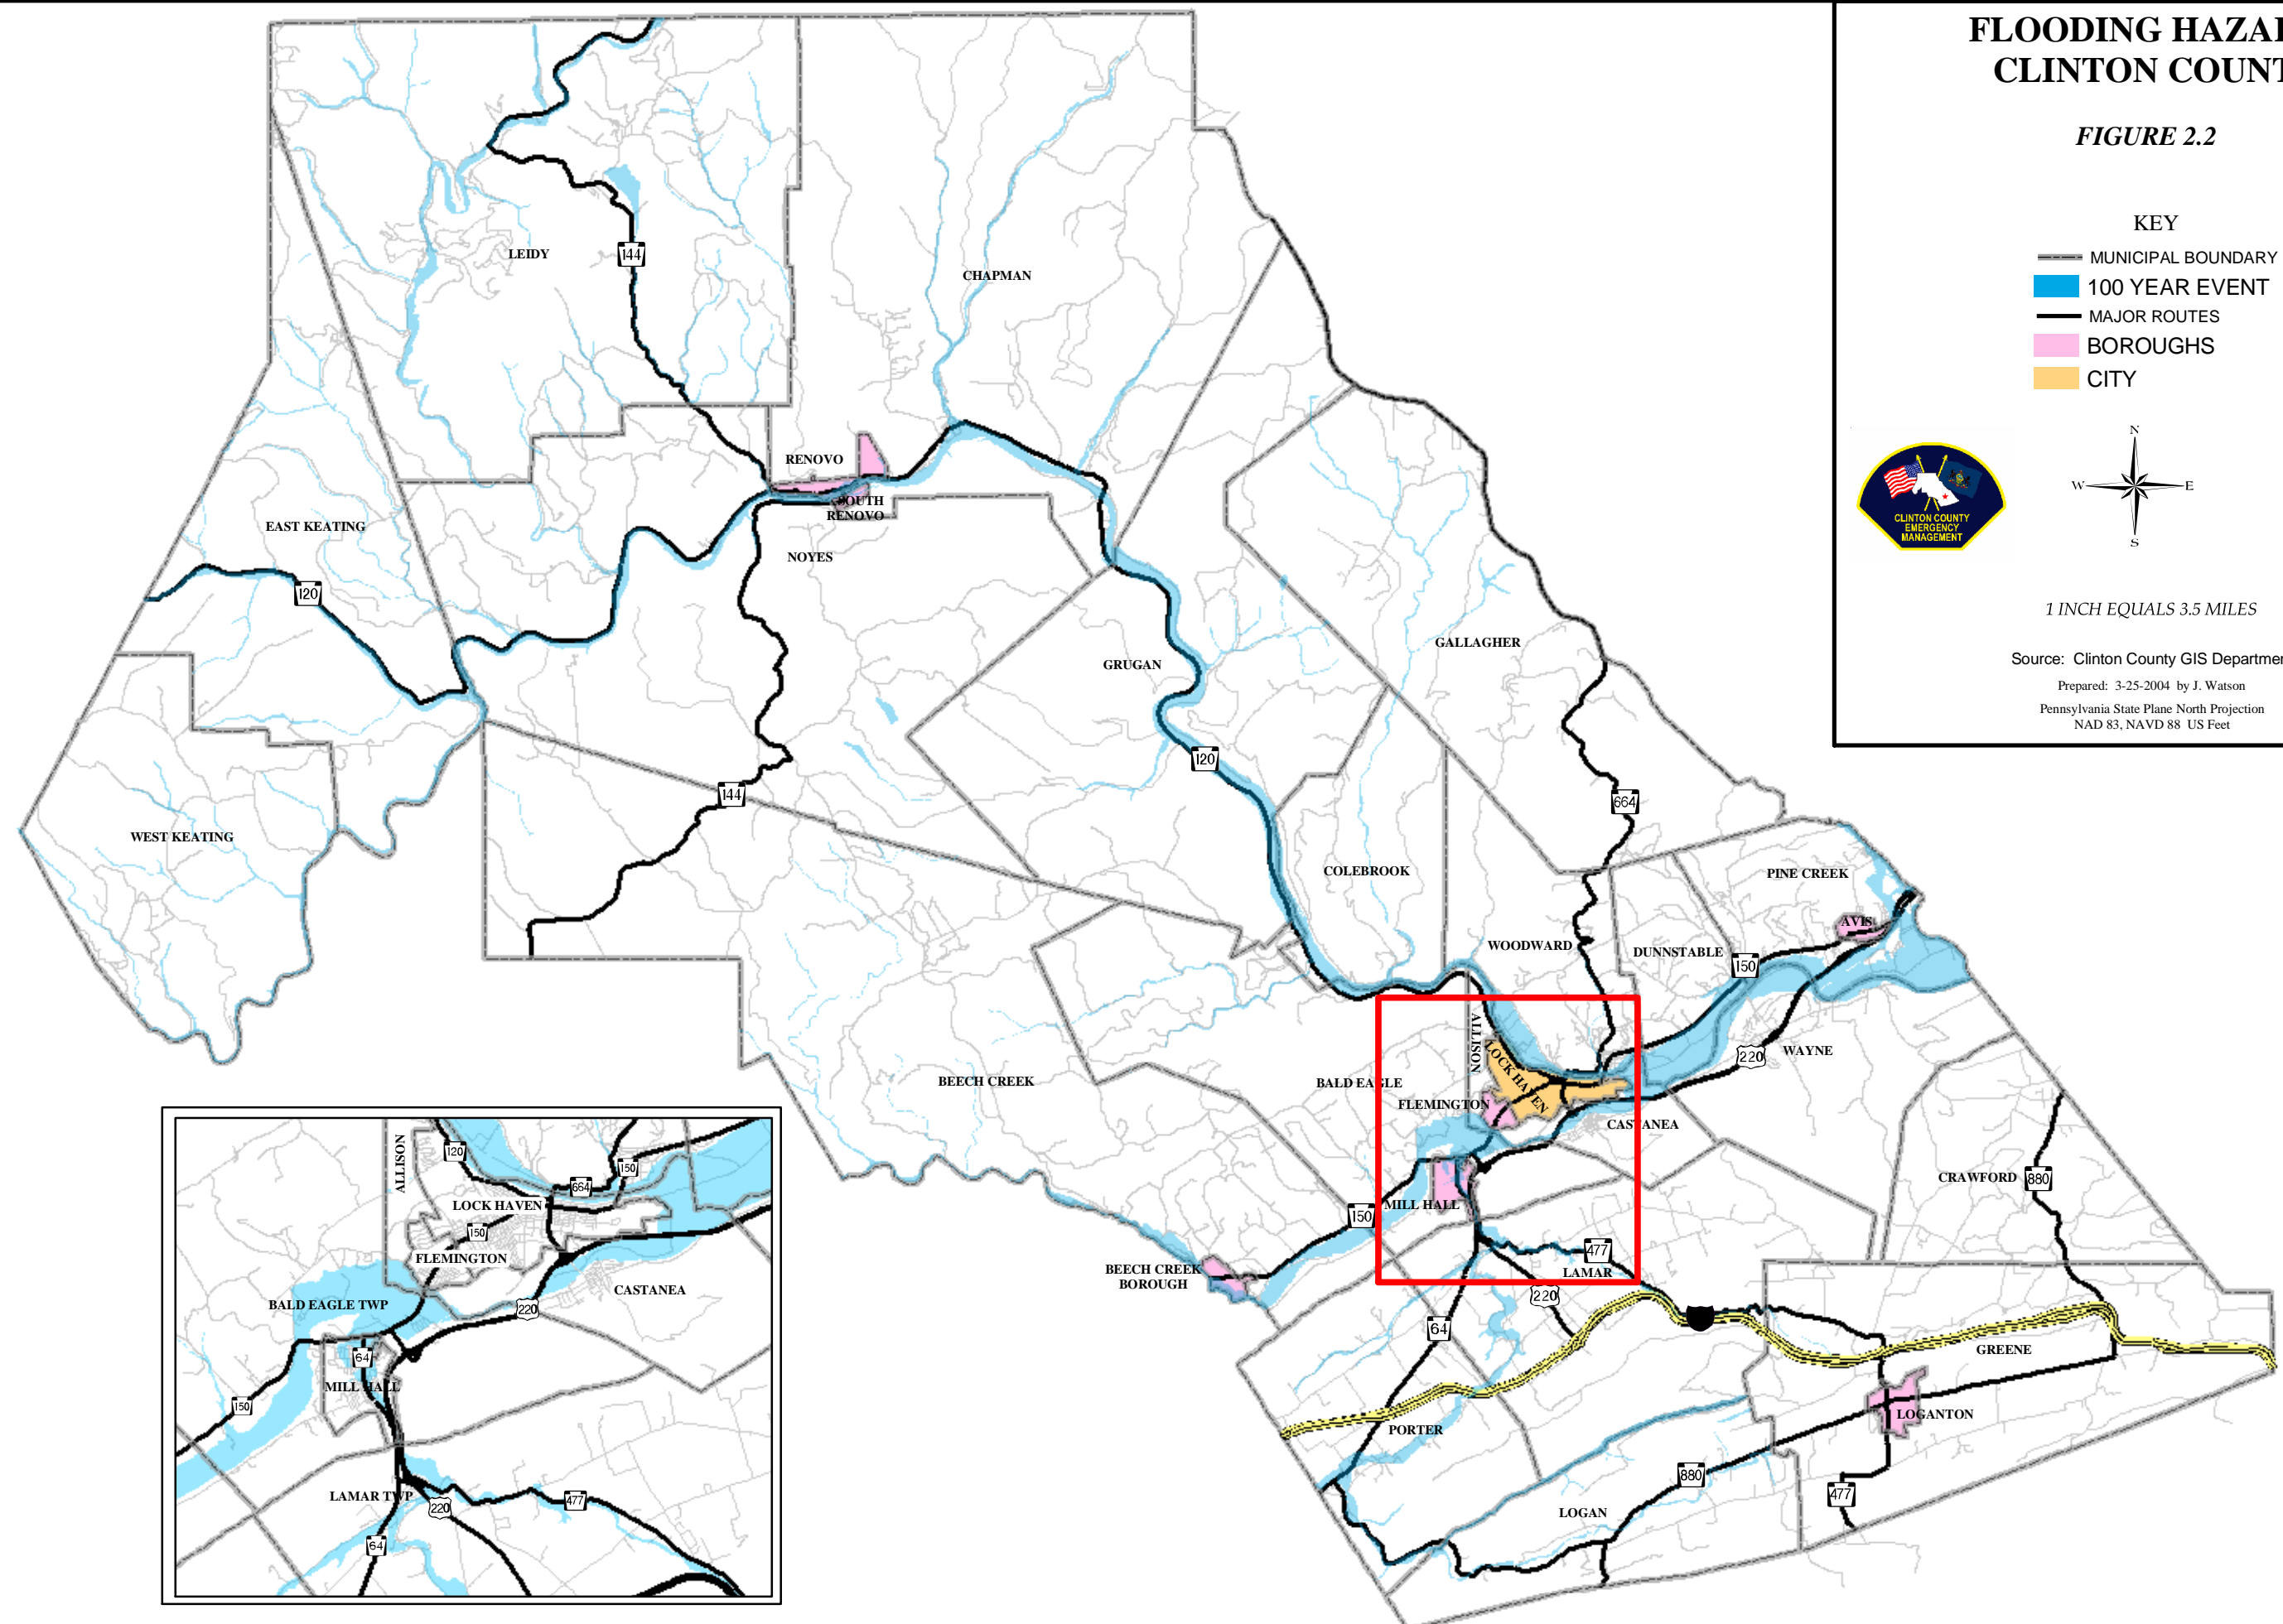 FLOODING HAZA
CLINTON COUNT
FIGURE 2.2
KEY
MUNICIPAL BOUNDARY
100 YEAR EVENT
MAJOR ROUTES
BOROUGHS
CITY
N
W
E
S
CLINTON COUNTY
EMERGENCY
MANAGEMENT
1 INCH EQUALS 3.5 MILES
Source: Clinton County GIS Departmen
Prepared: 3-25-2004 by J. Watson
Pennsylvania State Plane North Projection
NAD 83, NAVD 88 US Feet
LEIDY
144
CHAPMAN
RENOVO
SOUTH
RENOVO
EAST KEATING
NOYES
120
GALLAGHER
GRUGAN
120
144
664
WEST KEATING
COLEBROOK
PINE CREEK
AVIS
WOODWARD
DUNNSTABLE
150
ALLISON
LOCK HAVEN
220
WAYNE
BEECH CREEK
BALD EAGLE
FLEMINGTON
CASTANEA
CRAWFORD
880
MILL HALL
150
477
LAMAR
BEECH CREEK
BOROUGH
220
64
GREENE
LOGANTON
PORTER
880
477
LOGAN
ALLISON
120
150
664
LOCK HAVEN
150
FLEMINGTON
CASTANEA
BALD EAGLE TWP
220
64
MILL HALL
150
LAMAR TWP
220
477
64